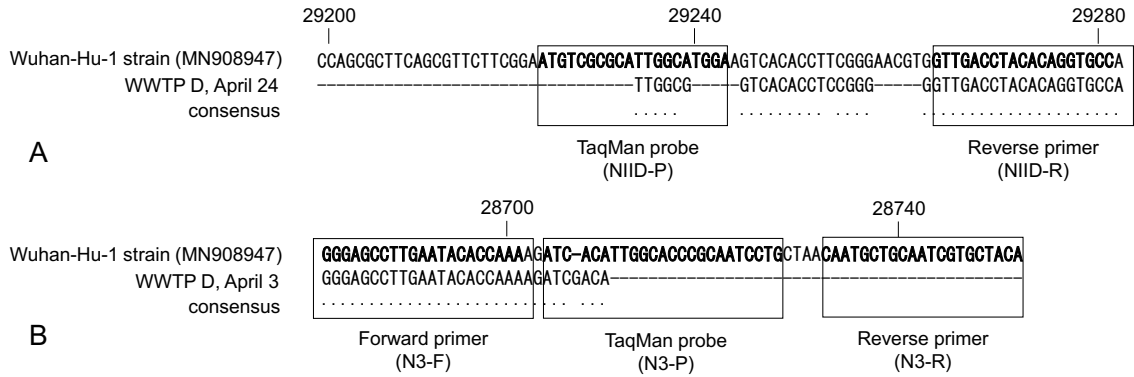 29200 29240 29280
Wuhan-Hu-1 strain (MN908947) CCAGCGCTTCAGCGTTCTTCGGAATGTCGCGCATTGGCATGGAAGTCACACCTTCGGGAACGTGGTTGACCTACACAGGTGCCA
WWTP D, April 24 ---------------------------------TTGGCG-----GTCACACCTCCGGG-----GGTTGACCTACACAGGTGCCA
consensus ..... ......... .... .....................
A
TaqMan probe Reverse primer
(NIID-P) (NIID-R)
28700 28740
Wuhan-Hu-1 strain (MN908947) GGGAGCCTTGAATACACCAAAAGATC-ACATTGGCACCCGCAATCCTGCTAACAATGCTGCAATCGTGCTACA
WWTP D, April 3 GGGAGCCTTGAATACACCAAAAGATCGACA-------------------------------------------
consensus .......................... ...
B
Forward primer TaqMan probe Reverse primer
(N3-F) (N3-P) (N3-R)